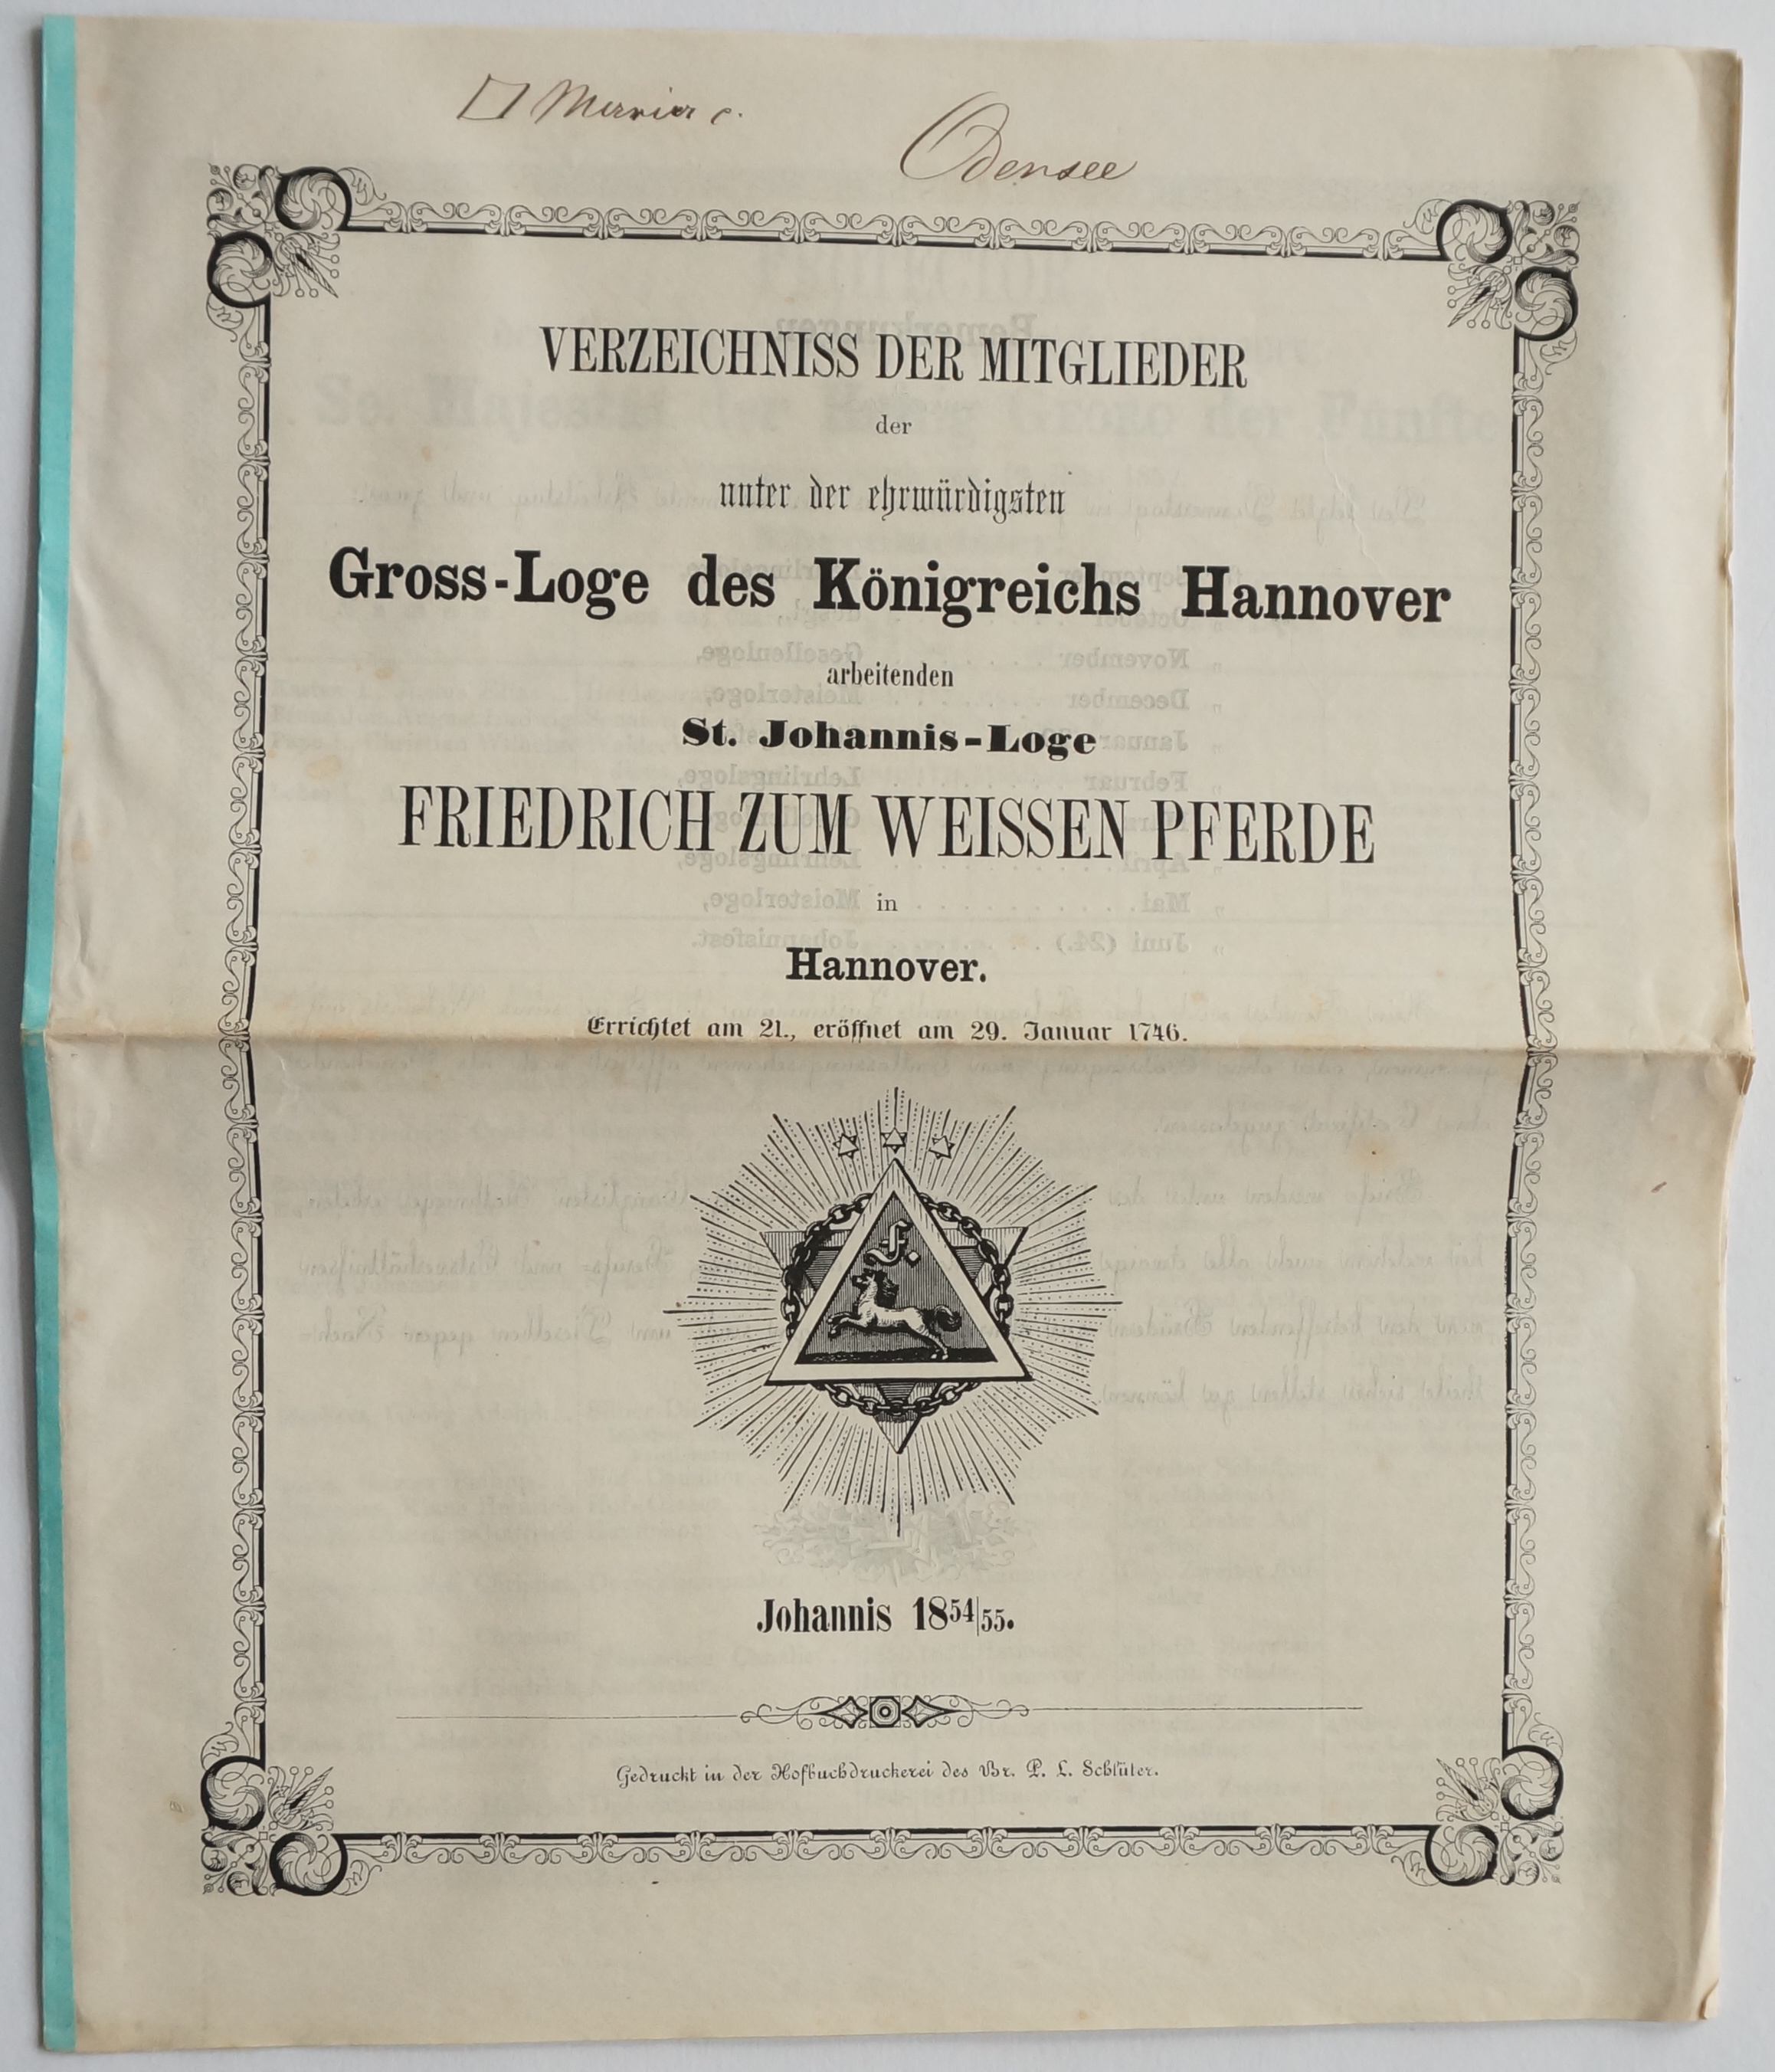 Odensee
VERZEICHNISS DER MITGLIEDER
der
unter der ehrwürdigsten
Gross-Loge des Königreichs Hannover
arbeitenden
St. Johannis-Loge
FRIEDRICH ZUM WEISSEN PFERDE
in
Hannover.
Errichtet am 21., eröffnet am 29. Januar 1746.
f.
Johannis 1854|55.
Gedruckt in der Hofbuchdruckerei des Br. P. L. Schlüter.